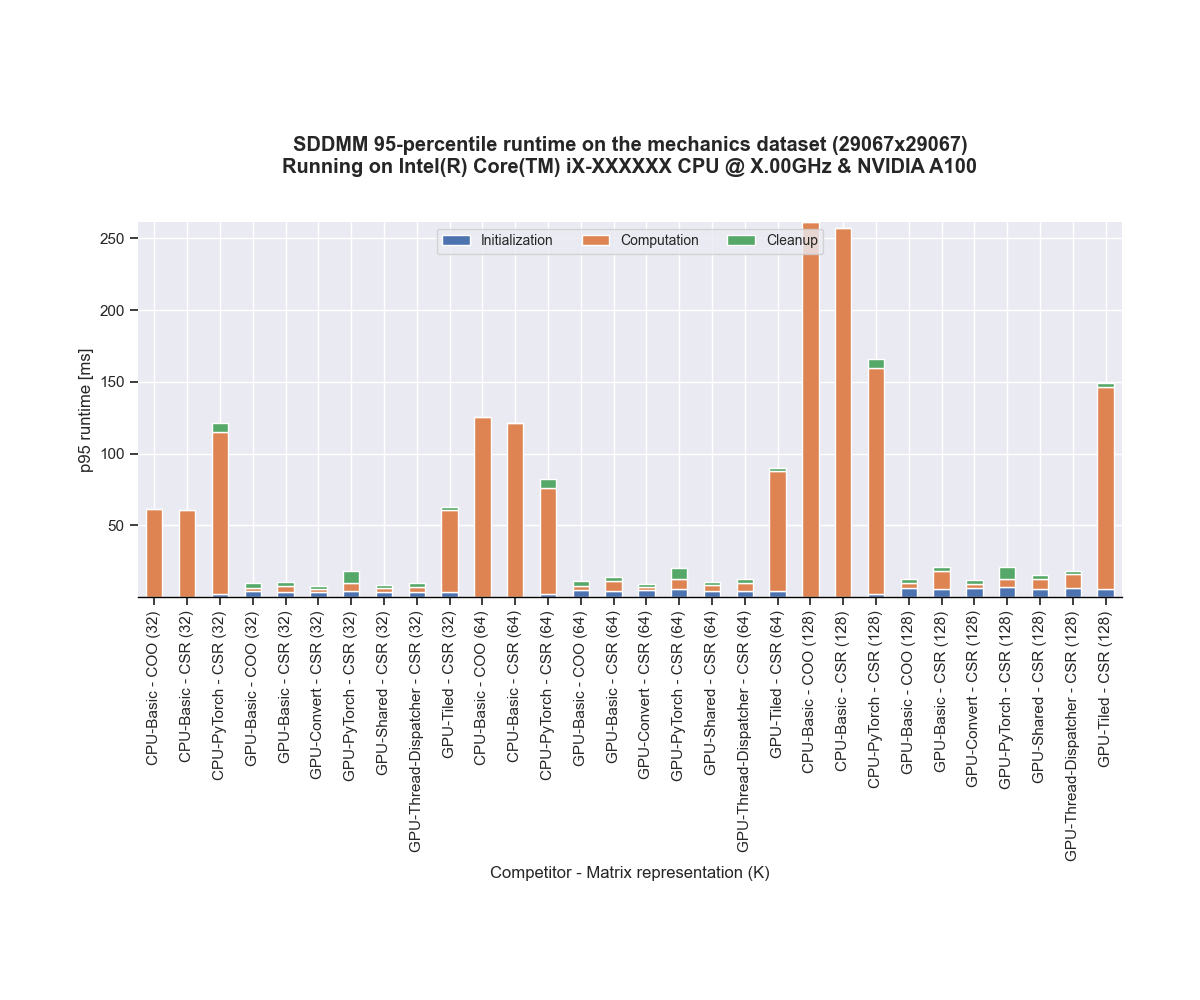 SDDMM 95-percentile runtime on the mechanics dataset (29067x29067)
Running on Intel(R) Core(TM) iX-XXXXXX CPU @ X.00GHz & NVIDIA A100
Initialization
Computation
Cleanup
p95 runtime [ms]
250
200
150
100
50
CPU-Basic - COO (32)
CPU-Basic - CSR (32)
CPU-PyTorch - CSR (32)
GPU-Basic - COO (32)
GPU-Basic - CSR (32)
GPU-Convert - CSR (32)
GPU-PyTorch - CSR (32)
GPU-Shared - CSR (32)
GPU-Thread-Dispatcher - CSR (32)
GPU-Tiled - CSR (32)
CPU-Basic - COO (64)
CPU-Basic - CSR (64)
CPU-PyTorch - CSR (64)
GPU-Basic - COO (64)
GPU-Basic - CSR (64)
GPU-Convert - CSR (64)
GPU-PyTorch - CSR (64)
GPU-Shared - CSR (64)
GPU-Thread-Dispatcher - CSR (64)
GPU-Tiled - CSR (64)
CPU-Basic - COO (128)
CPU-Basic - CSR (128)
CPU-PyTorch - CSR (128)
GPU-Basic - COO (128)
GPU-Basic - CSR (128)
GPU-Convert - CSR (128)
GPU-PyTorch - CSR (128)
GPU-Shared - CSR (128)
GPU-Thread-Dispatcher - CSR (128)
GPU-Tiled - CSR (128)
Competitor - Matrix representation (K)